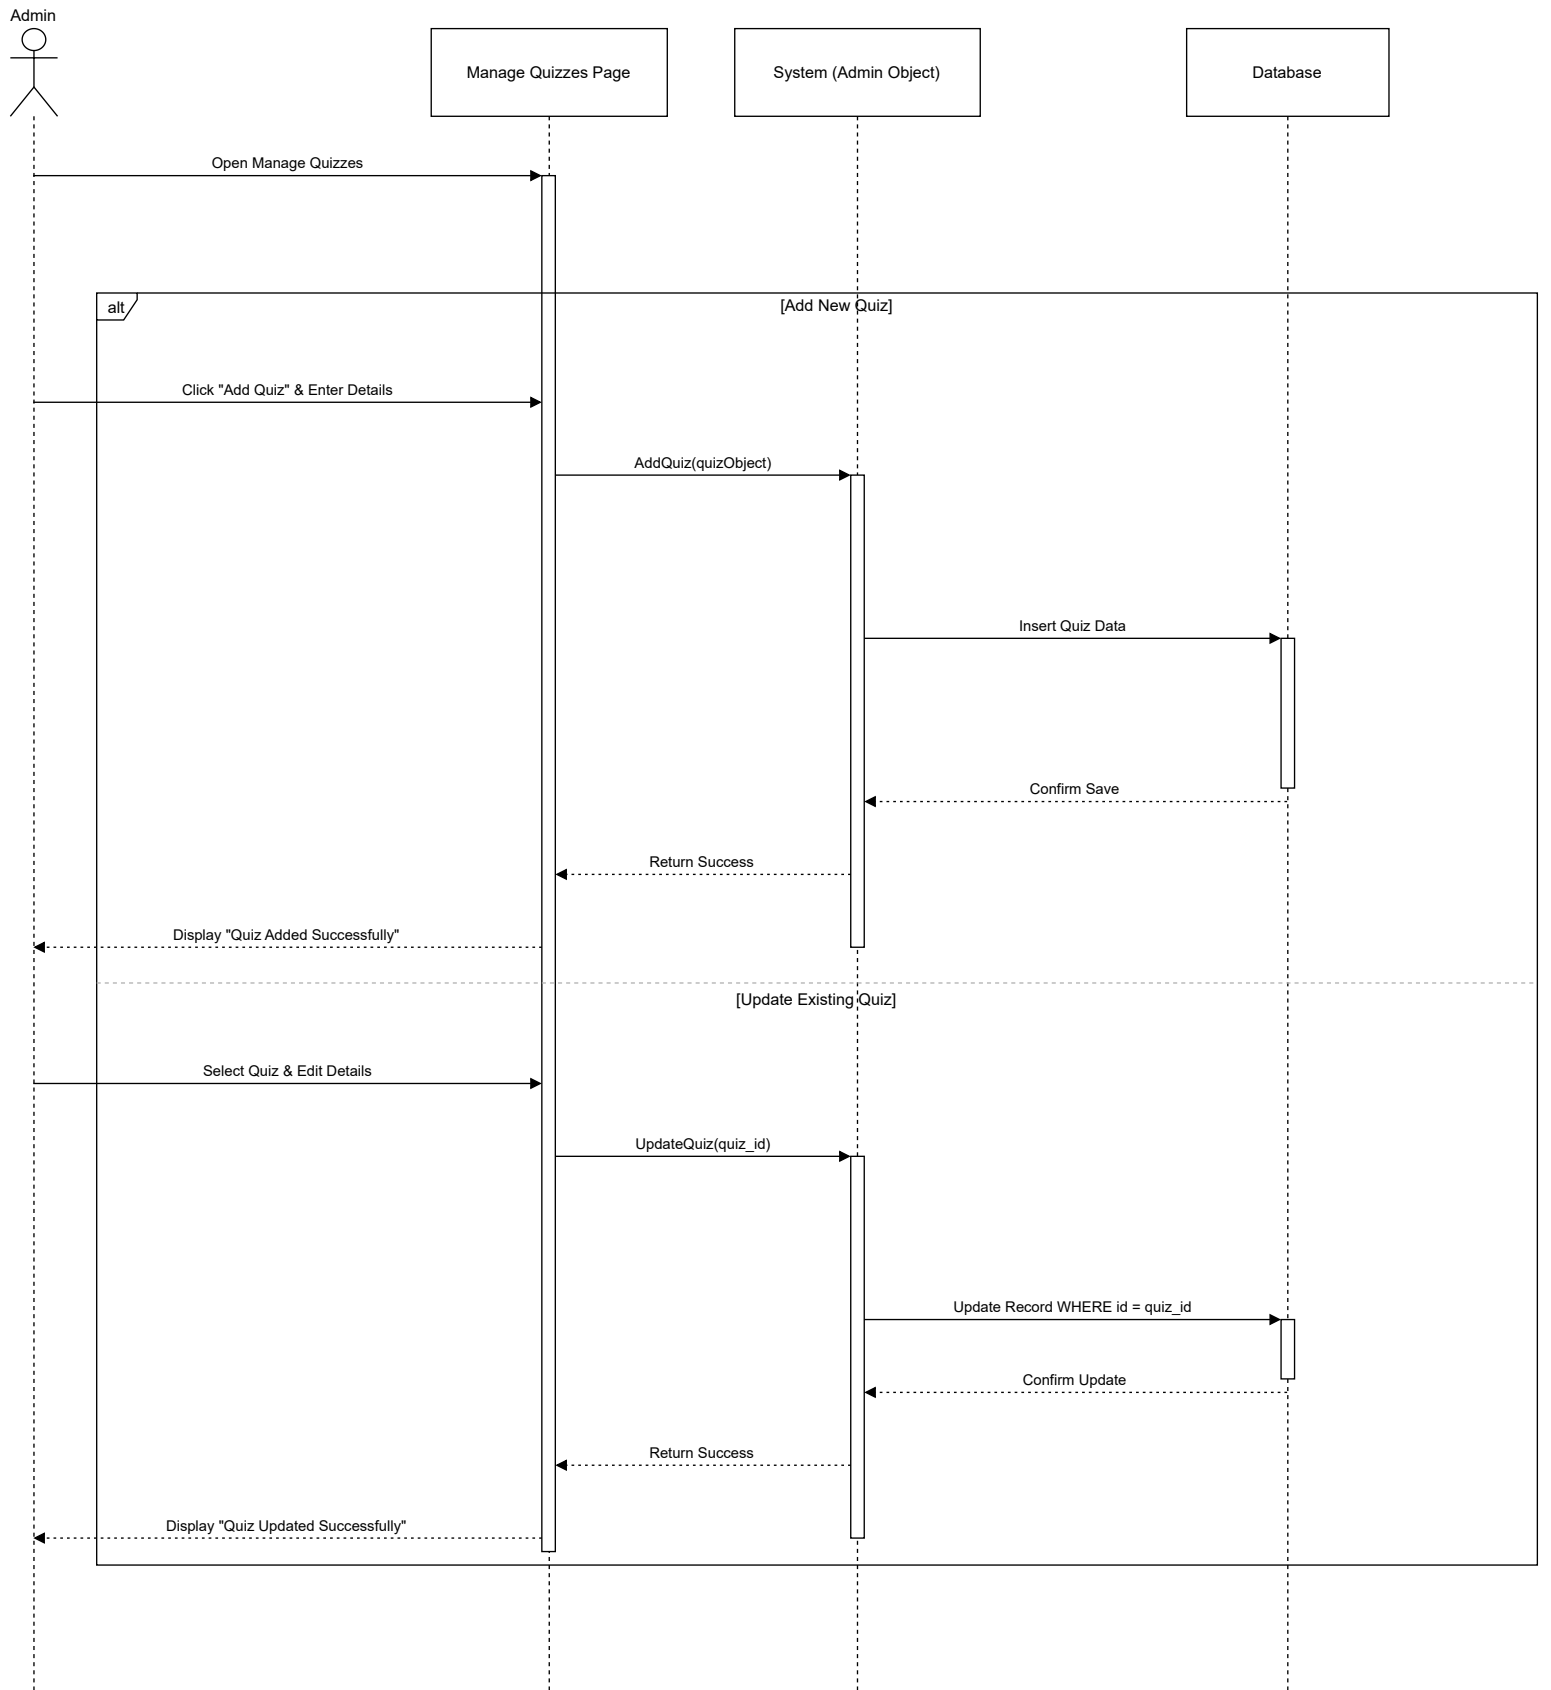 Admin
Manage Quizzes Page
System (Admin Object)
Database
Open Manage Quizzes
alt
[Add New Quiz]
Click "Add Quiz" & Enter Details
AddQuiz(quizObject)
Insert Quiz Data
Confirm Save
Return Success
Display "Quiz Added Successfully"
[Update Existing Quiz]
Select Quiz & Edit Details
UpdateQuiz(quiz_id)
Update Record WHERE id = quiz_id
Confirm Update
Return Success
Display "Quiz Updated Successfully"